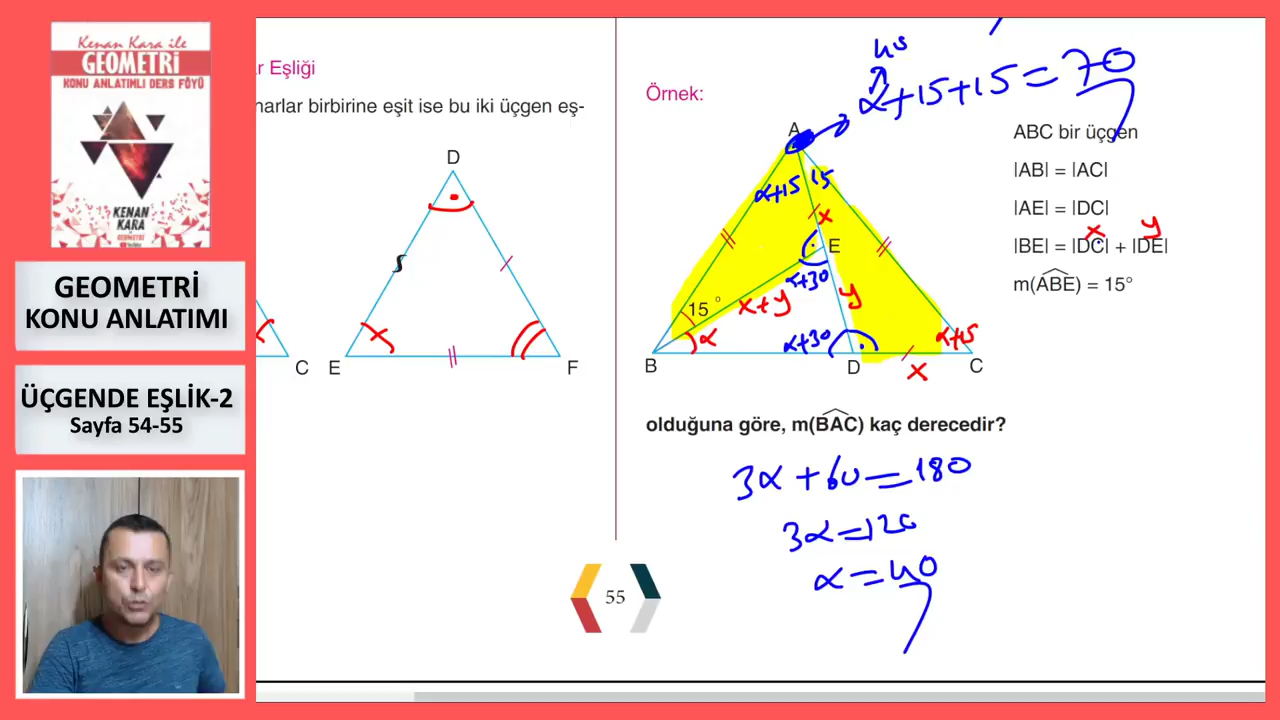 Kenan Kara ile
GEOMETRİ
KONU ANLATIMLI DERS FÖYÜ
KENAN
KARA
GEOMETRİ
KONU ANLATIMI
ÜÇGENDE EŞLİK-2
Sayfa 54-55
ar Eşliği
narlar birbirine eşit ise bu iki üçgen eş-
D
S
E
F
C
Örnek:
40
α+15+15=70
A
α+15
15
x
E
α+30
15°
x+y
y
α
α+30
α+15
B
D
x
C
ABC bir üçgen
|AB| = |AC|
|AE| = |DC|
x y
|BE| = |DC| + |DE|
m(ABE) = 15°
olduğuna göre, m(BAC) kaç derecedir?
3α+60=180
3α=120
α=40
55